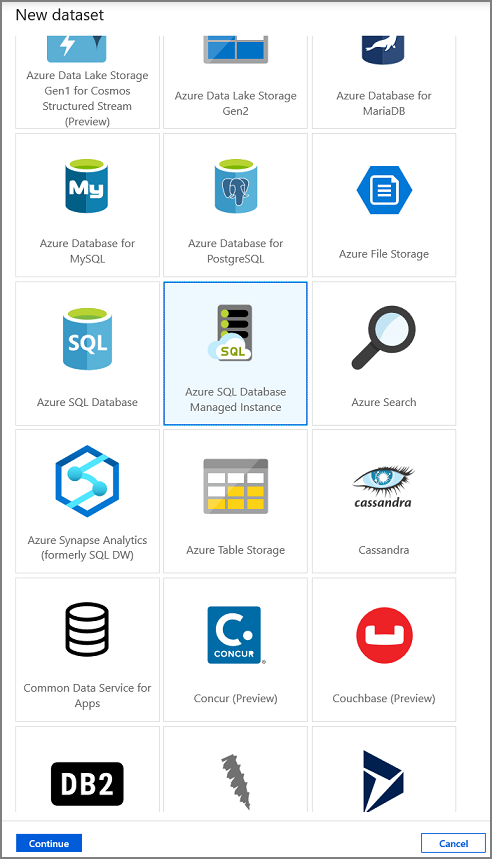 New dataset
Azure Data Lake Storage
Gen1 for Cosmos
Structured Stream
(Preview)
Azure Data Lake Storage
Gen2
Azure Database for
MariaDB
My
Azure Database for
MySQL
Azure Database for
PostgreSQL
Azure File Storage
SQL
Azure SQL Database
SQL
Azure SQL Database
Managed Instance
Azure Search
Azure Synapse Analytics
(formerly SQL DW)
Azure Table Storage
cassandra
Cassandra
Common Data Service for
Apps
C.
CONCUR
Concur (Preview)
Couchbase (Preview)
DB2
Continue
Cancel